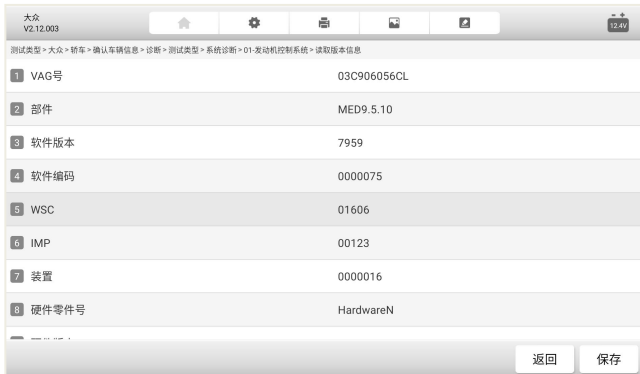 大众
V2.12.003
12.4V
测试类型 > 大众 > 轿车 > 确认车辆信息 > 诊断 > 测试类型 > 系统诊断 > 01-发动机控制系统 > 读取版本信息
1 VAG号 03C906056CL
2 部件 MED9.5.10
3 软件版本 7959
4 软件编码 0000075
5 WSC 01606
6 IMP 00123
7 装置 0000016
8 硬件零件号 HardwareN
返回 保存